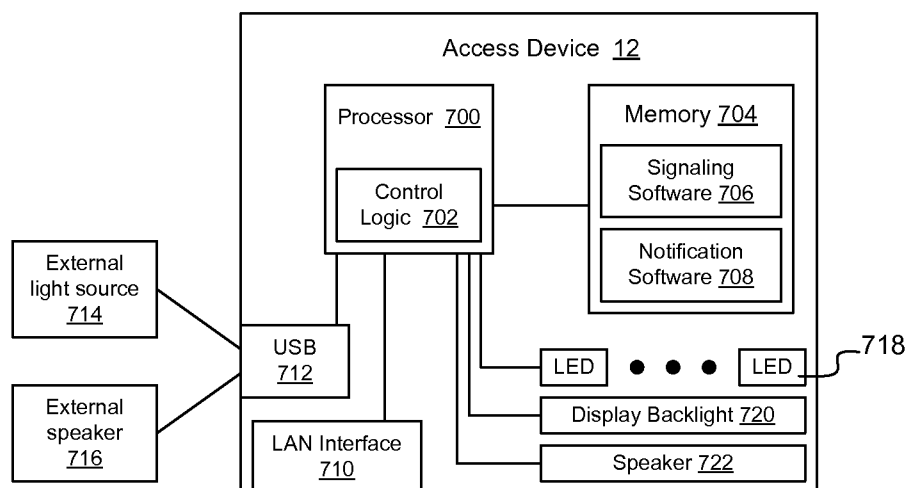 Access Device 12
Processor 700
Control
Logic 702
Memory 704
Signaling
Software 706
Notification
Software 708
External
light source
714
USB
712
External
speaker
716
LAN Interface
710
LED
LED
718
Display Backlight 720
Speaker 722